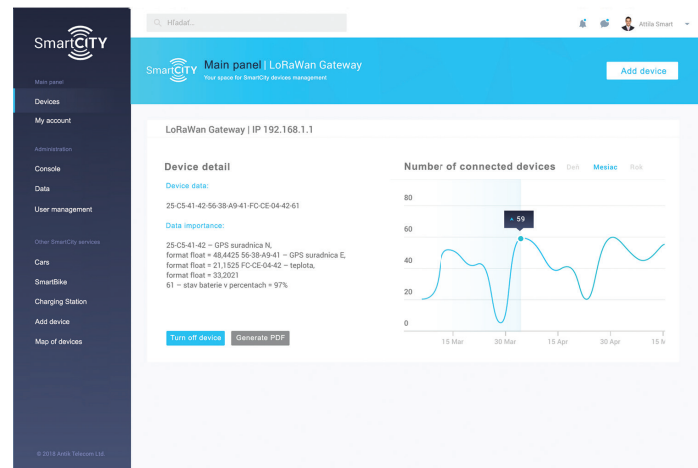 SmartCITY
Main panel
Devices
My account
Administration
Console
Data
User management
Other SmartCity services
Cars
SmartBike
Charging Station
Add device
Map of devices
© 2018 Antik Telecom Ltd.
Hľadať...
Attila Smart
SmartCITY
Main panel | LoRaWan Gateway
Your space for SmartCity devices management
Add device
LoRaWan Gateway | IP 192.168.1.1
Device detail
Device data:
25-C5-41-42-56-38-A9-41-FC-CE-04-42-61
Data importance:
25-C5-41-42 – GPS suradnica N,
format float = 48,4425 56-38-A9-41 – GPS suradnica E,
format float = 21,1525 FC-CE-04-42 – teplota,
format float = 33,2021
61 – stav baterie v percentach = 97%
Turn off device
Generate PDF
Number of connected devices
Deň
Mesiac
Rok
80
60
40
20
0
59
15 Mar
30 Mar
15 Apr
30 Apr
15